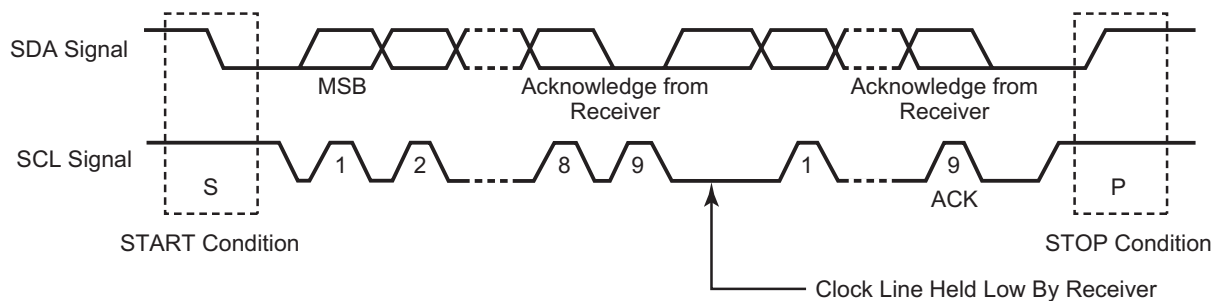 SDA Signal
MSB
Acknowledge from
Receiver
Acknowledge from
Receiver
SCL Signal
1
2
8
9
1
9
S
ACK
P
START Condition
STOP Condition
Clock Line Held Low By Receiver